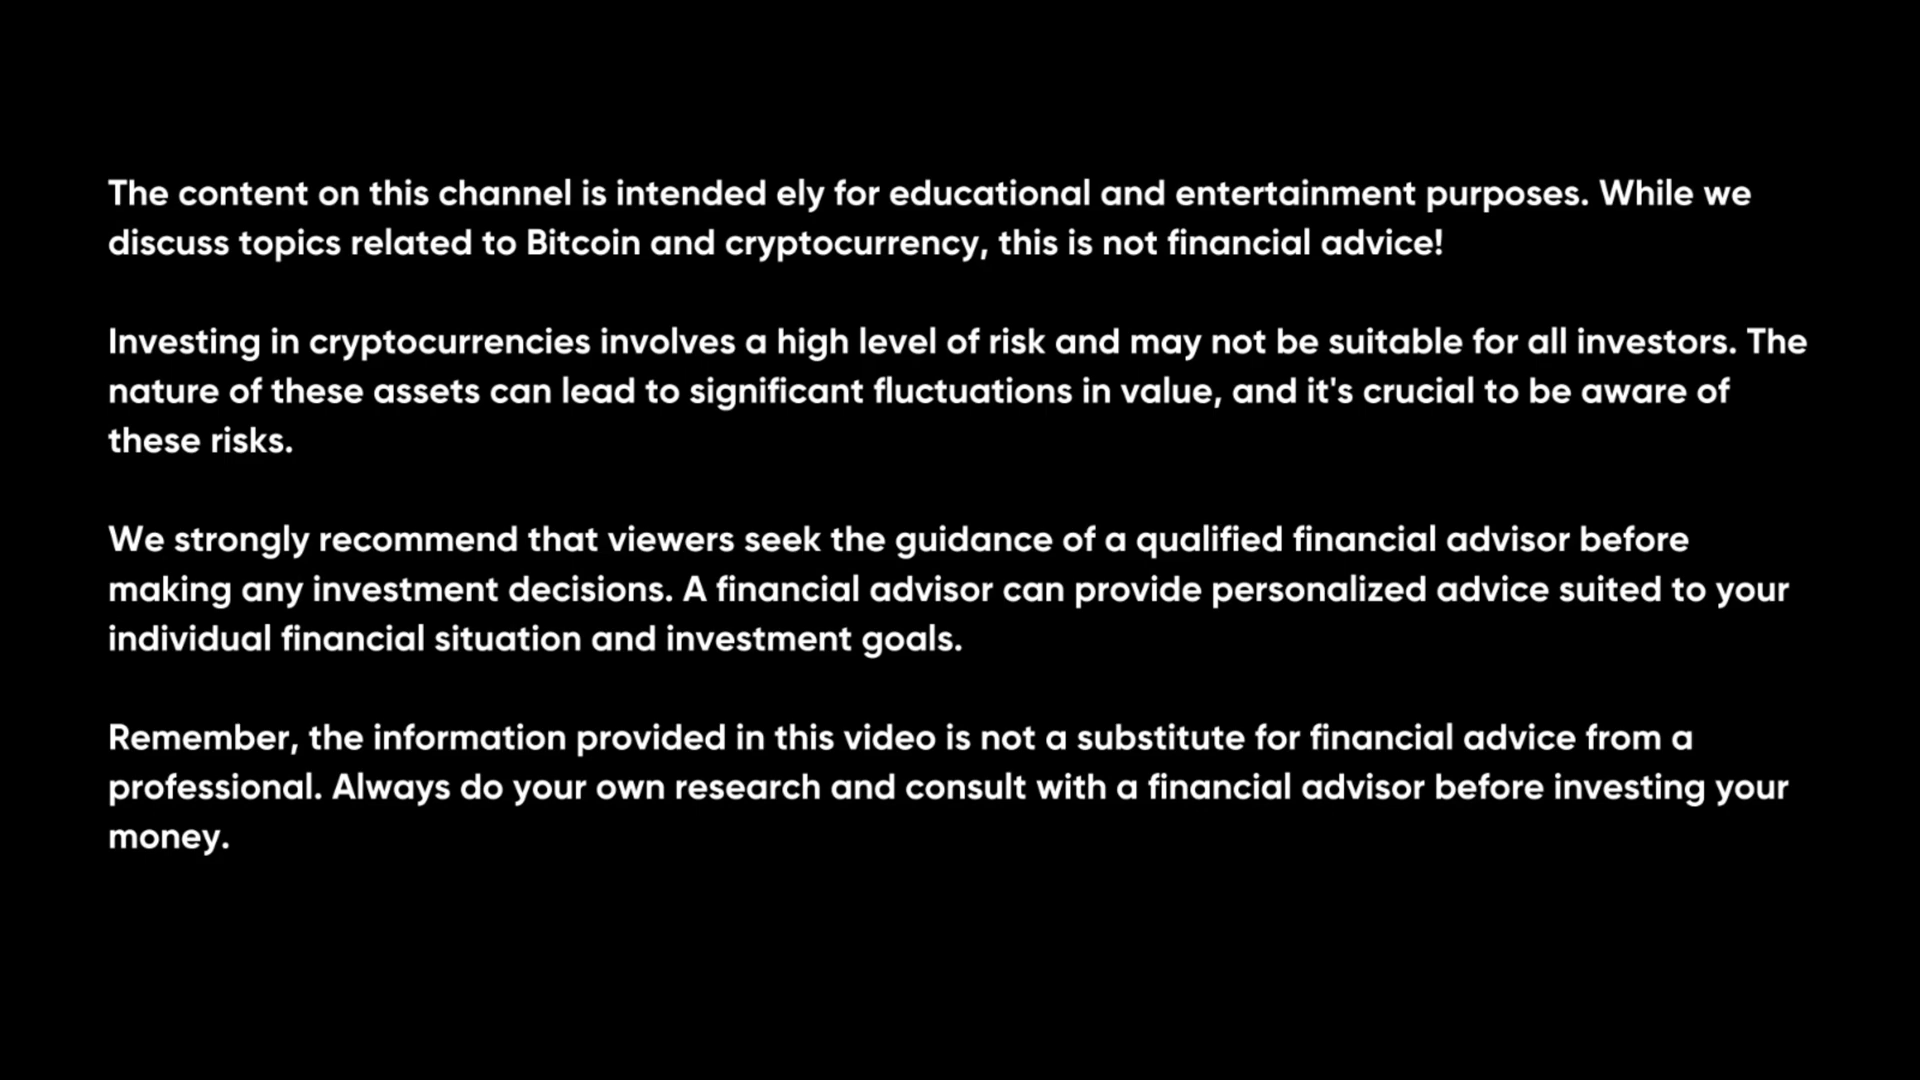 The content on this channel is intended ely for educational and entertainment purposes. While we
discuss topics related to Bitcoin and cryptocurrency, this is not financial advice!
Investing in cryptocurrencies involves a high level of risk and may not be suitable for all investors. The
nature of these assets can lead to significant fluctuations in value, and it's crucial to be aware of
these risks.
We strongly recommend that viewers seek the guidance of a qualified financial advisor before
making any investment decisions. A financial advisor can provide personalized advice suited to your
individual financial situation and investment goals.
Remember, the information provided in this video is not a substitute for financial advice from a
professional. Always do your own research and consult with a financial advisor before investing your
money.